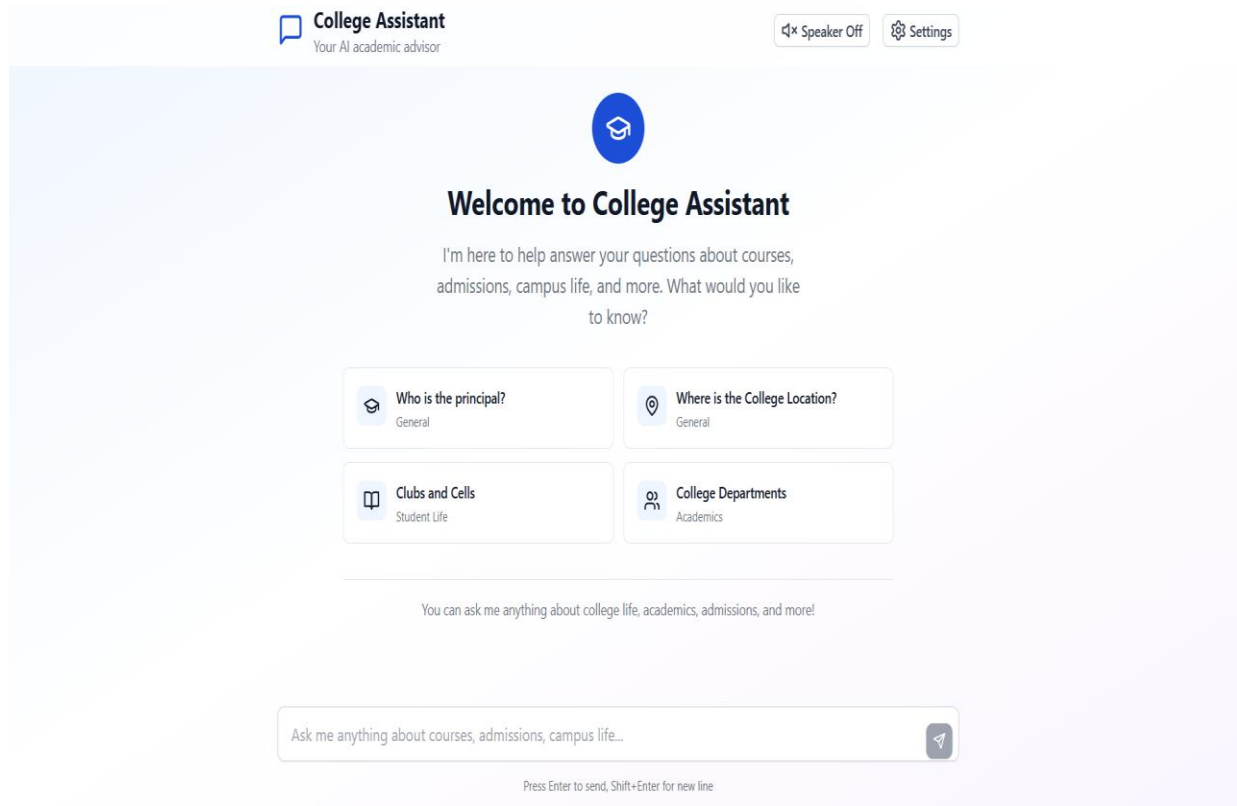 College Assistant
Your AI academic advisor
Speaker Off
Settings
Welcome to College Assistant
I'm here to help answer your questions about courses,
admissions, campus life, and more. What would you like
to know?
Who is the principal?
General
Where is the College Location?
General
Clubs and Cells
Student Life
College Departments
Academics
You can ask me anything about college life, academics, admissions, and more!
Ask me anything about courses, admissions, campus life...
Press Enter to send, Shift+Enter for new line